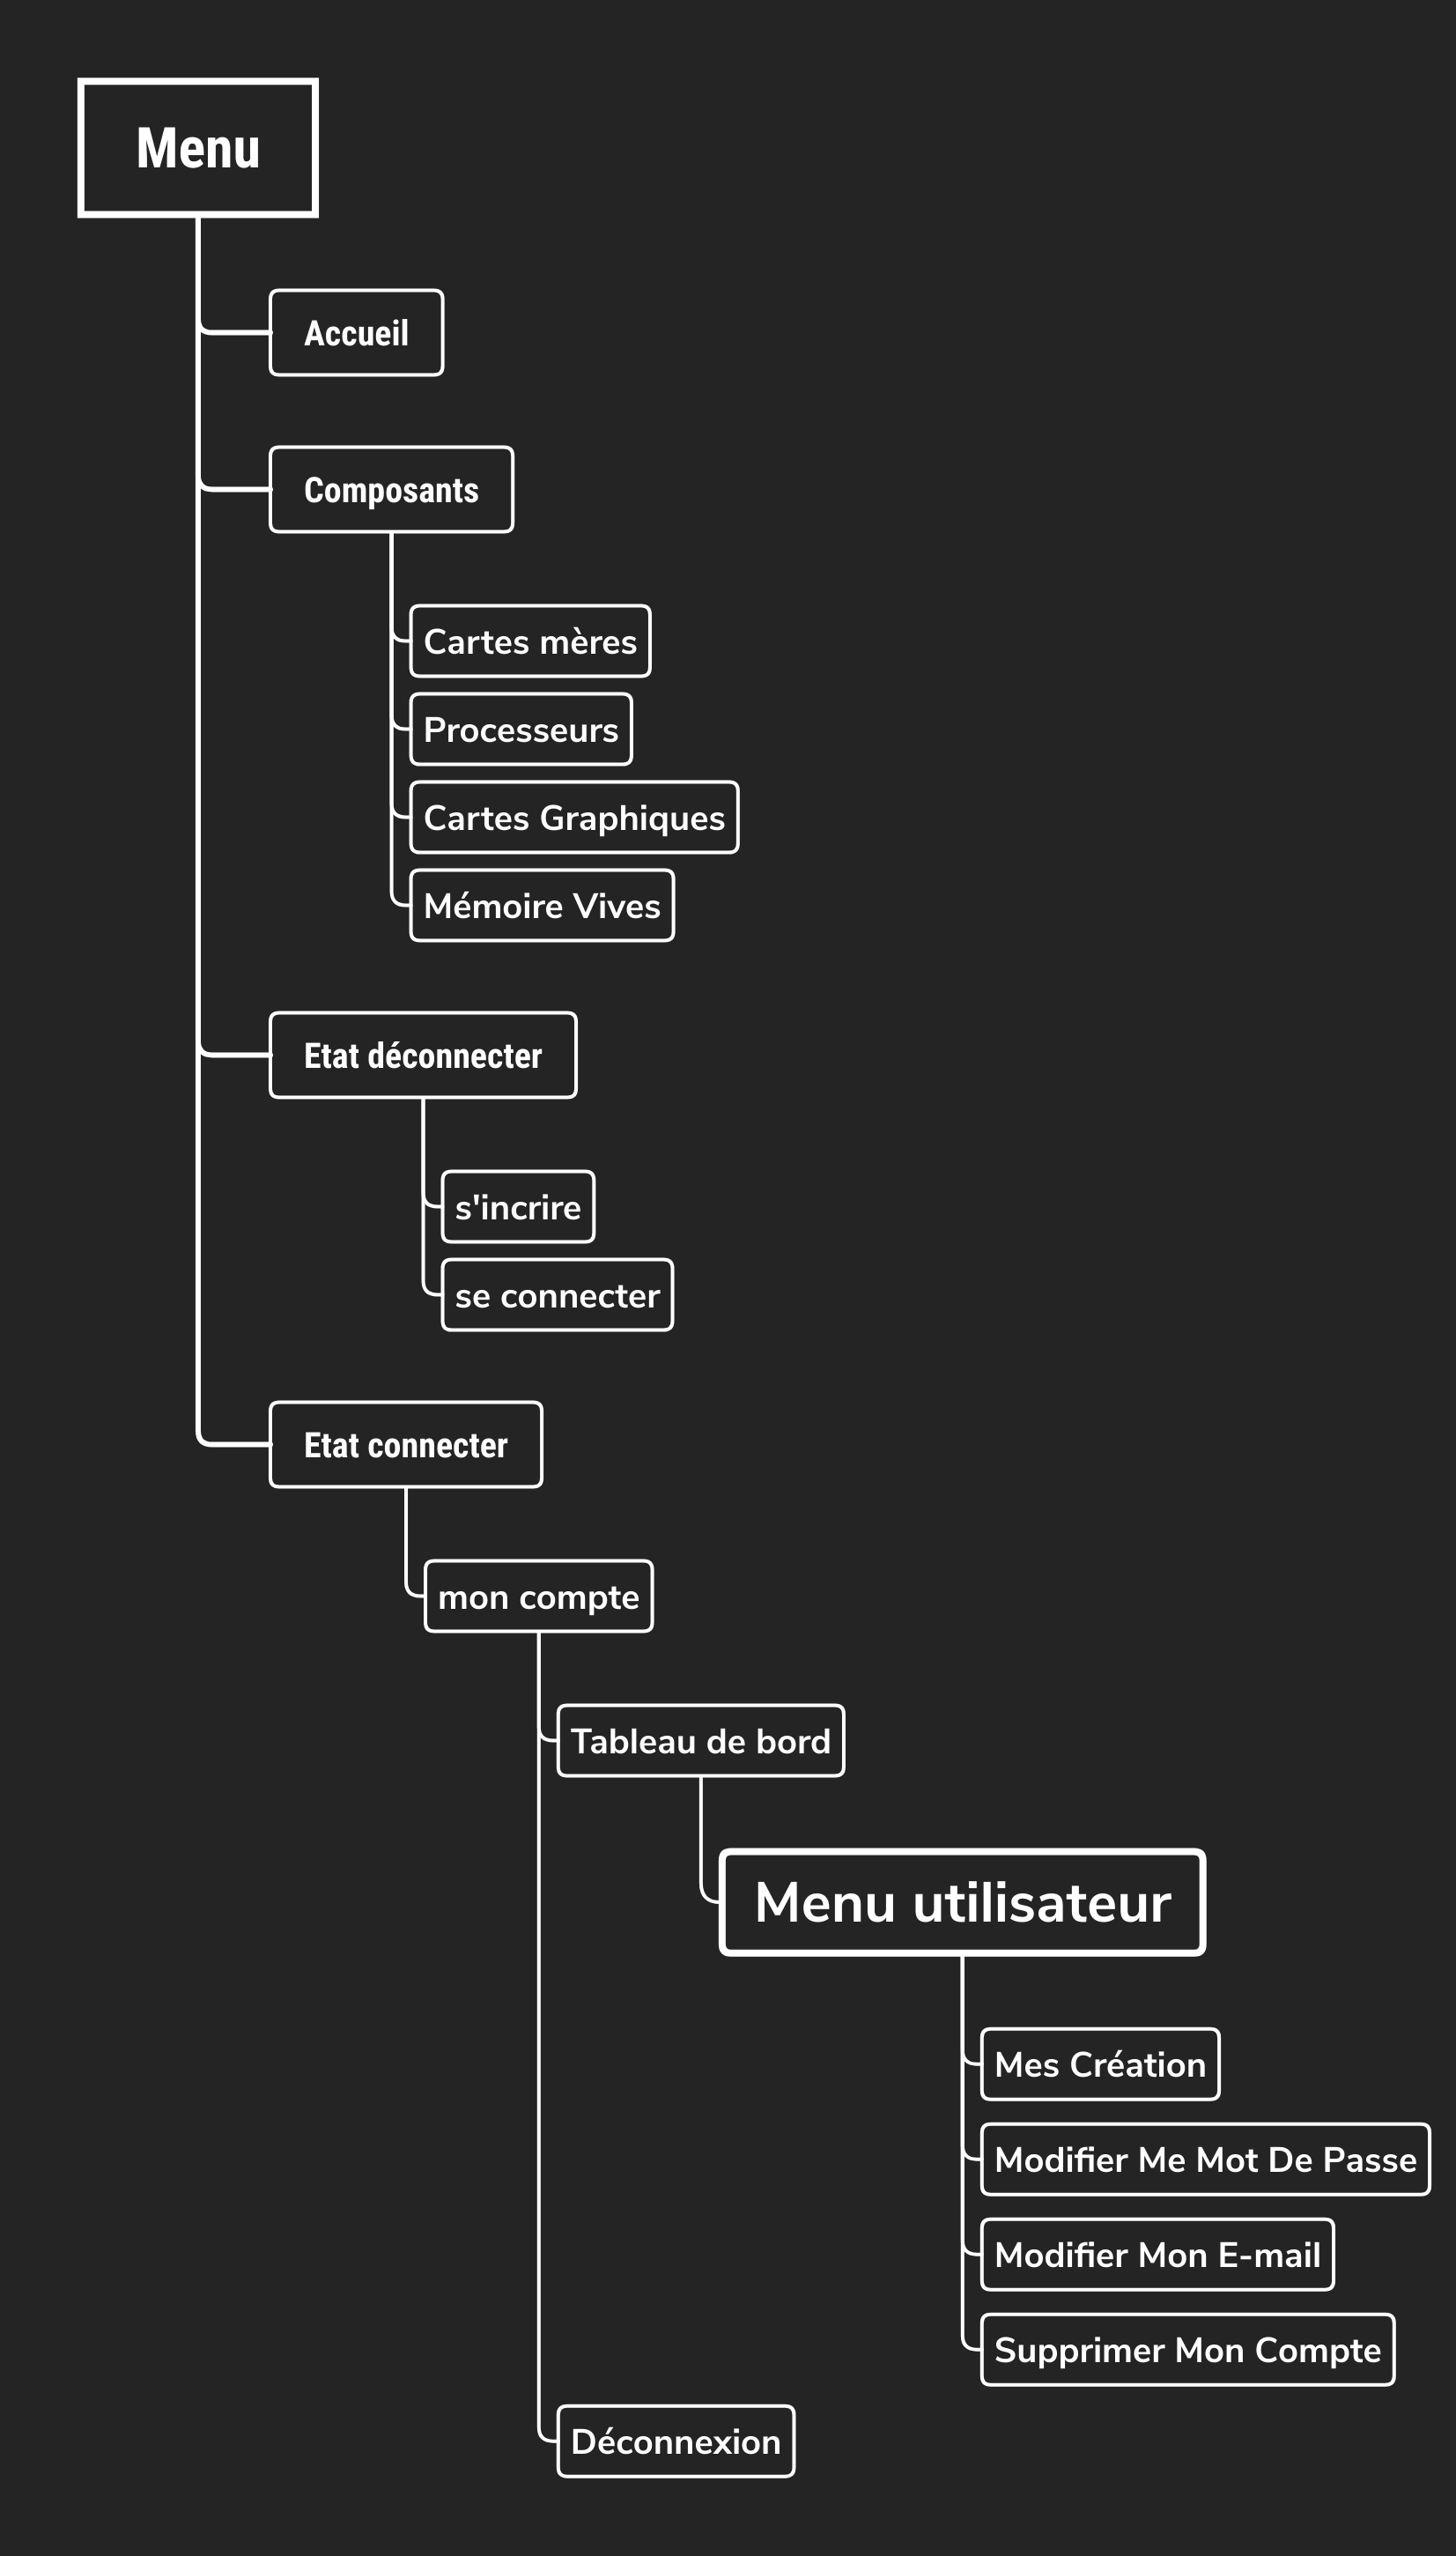 Menu
Accueil
Composants
Cartes mères
Processeurs
Cartes Graphiques
Mémoire Vives
Etat déconnecter
s'incrire
se connecter
Etat connecter
mon compte
Tableau de bord
Menu utilisateur
Mes Création
Modifier Me Mot De Passe
Modifier Mon E-mail
Supprimer Mon Compte
Déconnexion